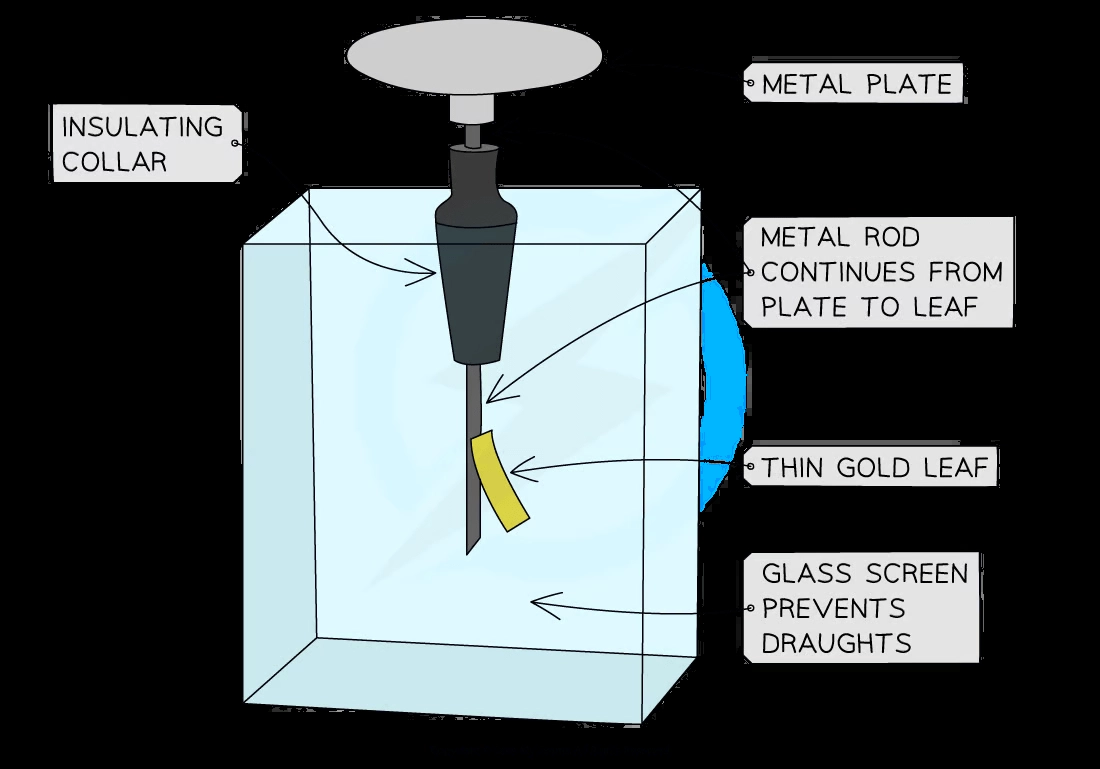 METAL PLATE
INSULATING
COLLAR
METAL ROD
CONTINUES FROM
PLATE TO LEAF
THIN GOLD LEAF
GLASS SCREEN
PREVENTS
DRAUGHTS